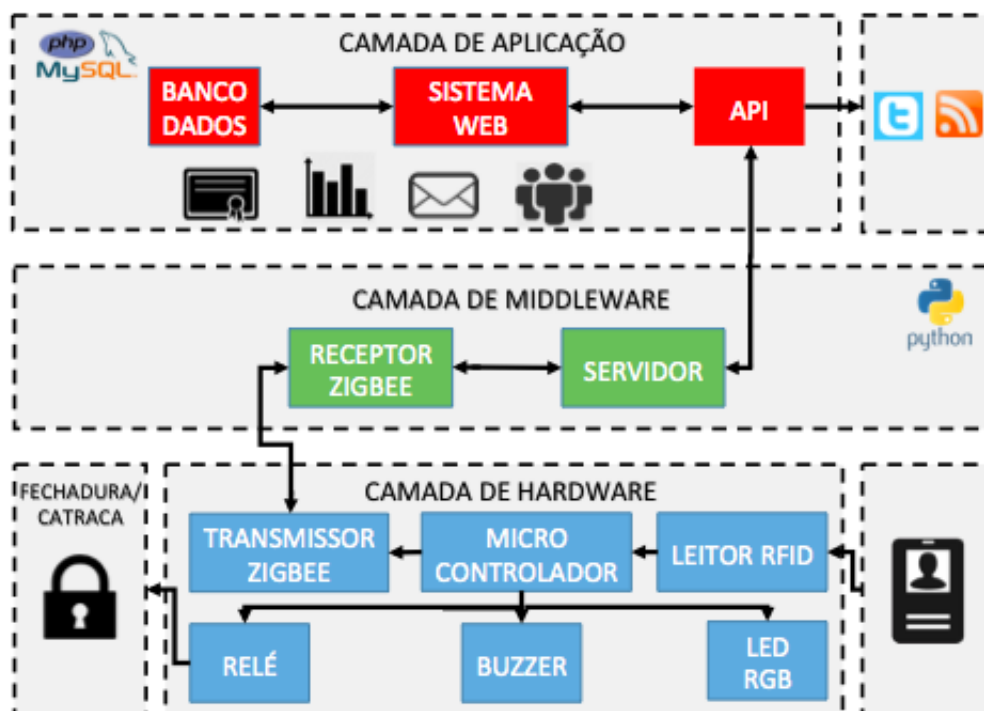 php
MySQL
CAMADA DE APLICAÇÃO
BANCO
DADOS
SISTEMA
WEB
API
CAMADA DE MIDDLEWARE
python
RECEPTOR
ZIGBEE
SERVIDOR
FECHADURA/
CATRACA
CAMADA DE HARDWARE
TRANSMISSOR
ZIGBEE
MICRO
CONTROLADOR
LEITOR RFID
RELÉ
BUZZER
LED
RGB